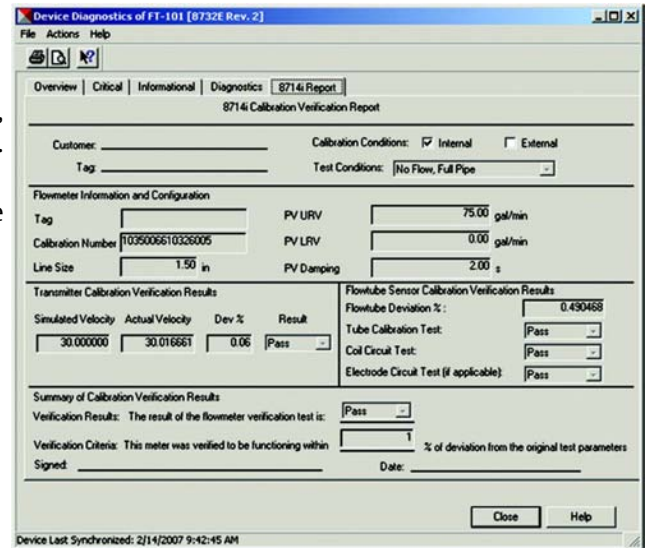 Device Diagnostics of FT-101 [8732E Rev. 2]
File Actions Help
Overview Critical Informational Diagnostics 8714i Report
8714i Calibration Verification Report
Customer: Calibration Conditions: Internal External
Tag: Test Conditions: No Flow, Full Pipe
Flowmeter Information and Configuration
Tag PV URV 75.00 gal/min
Calibration Number 1035006610326005 PV LRV 0.00 gal/min
Line Size 1.50 in PV Damping 2.00 s
Transmitter Calibration Verification Results
Simulated Velocity Actual Velocity Dev % Result
30.000000 30.016661 0.06 Pass
Flowtube Sensor Calibration Verification Results
Flowtube Deviation %: 0.490468
Tube Calibration Test: Pass
Coil Circuit Test: Pass
Electrode Circuit Test (if applicable): Pass
Summary of Calibration Verification Results
Verification Results: The result of the flowmeter verification test is: Pass
Verification Criteria: This meter was verified to be functioning within 1 % of deviation from the original test parameters
Signed: Date:
Close Help
Device Last Synchronized: 2/14/2007 9:42:45 AM